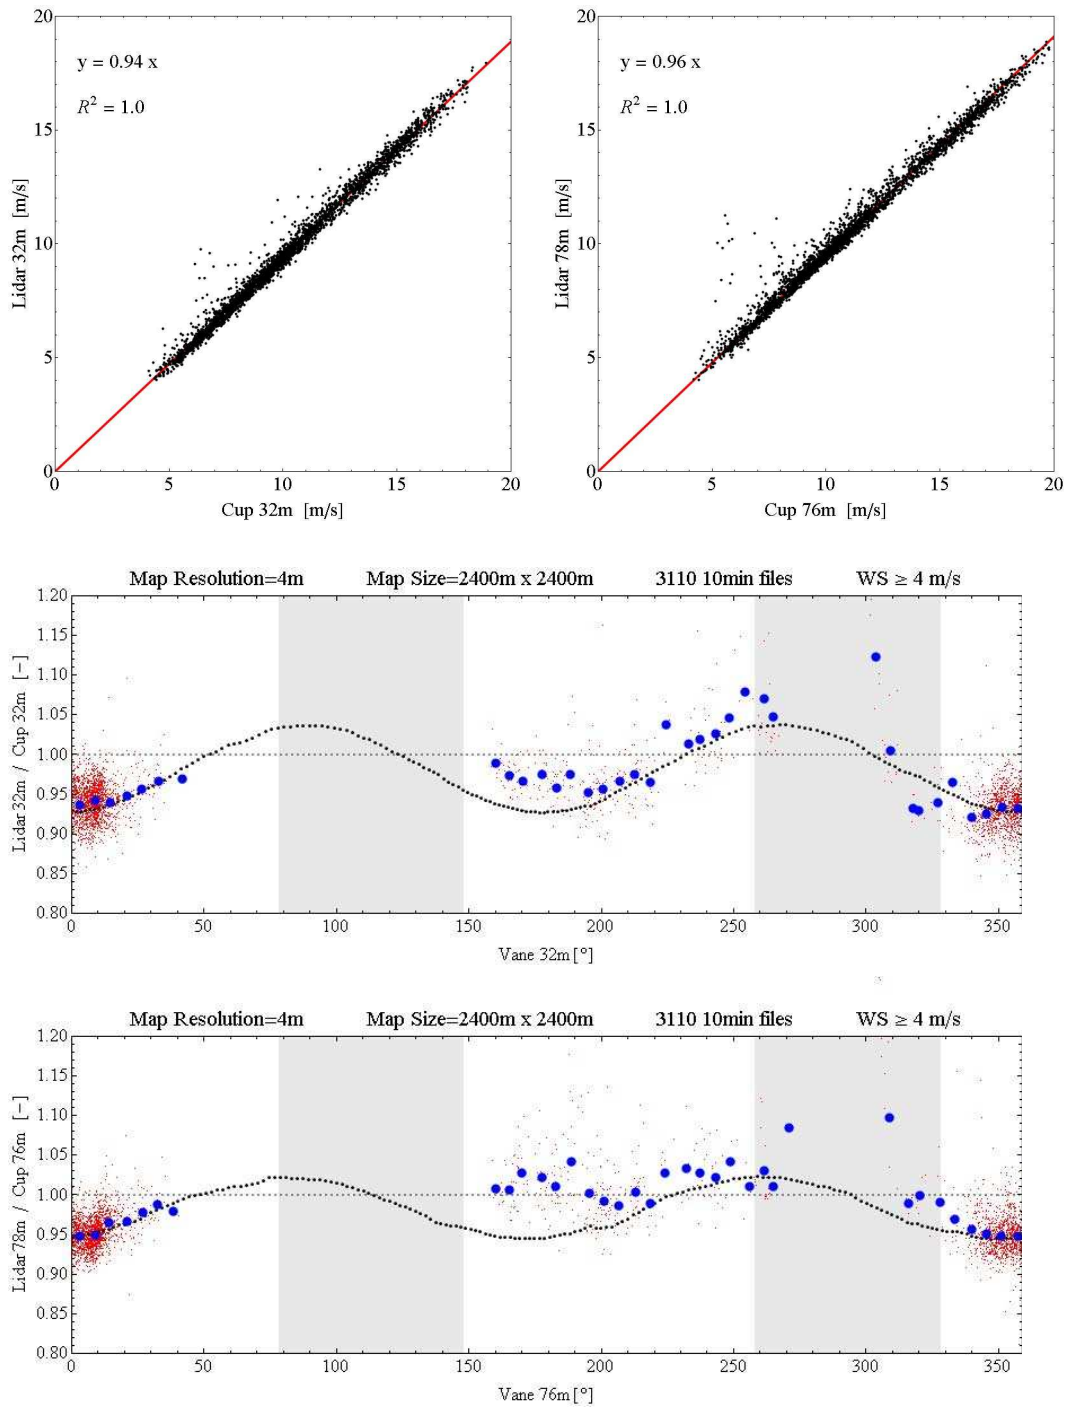 y = 0.94 x
R² = 1.0
Lidar 32m [m/s]
20
15
10
5
0
0 5 10 15 20
Cup 32m [m/s]
y = 0.96 x
R² = 1.0
Lidar 78m [m/s]
20
15
10
5
0
0 5 10 15 20
Cup 76m [m/s]
Map Resolution=4m Map Size=2400m x 2400m 3110 10min files WS ≥ 4 m/s
Lidar 32m / Cup 32m [−]
1.20
1.15
1.10
1.05
1.00
0.95
0.90
0.85
0.80
0 50 100 150 200 250 300 350
Vane 32m [°]
Map Resolution=4m Map Size=2400m x 2400m 3110 10min files WS ≥ 4 m/s
Lidar 78m / Cup 76m [−]
1.20
1.15
1.10
1.05
1.00
0.95
0.90
0.85
0.80
0 50 100 150 200 250 300 350
Vane 76m [°]